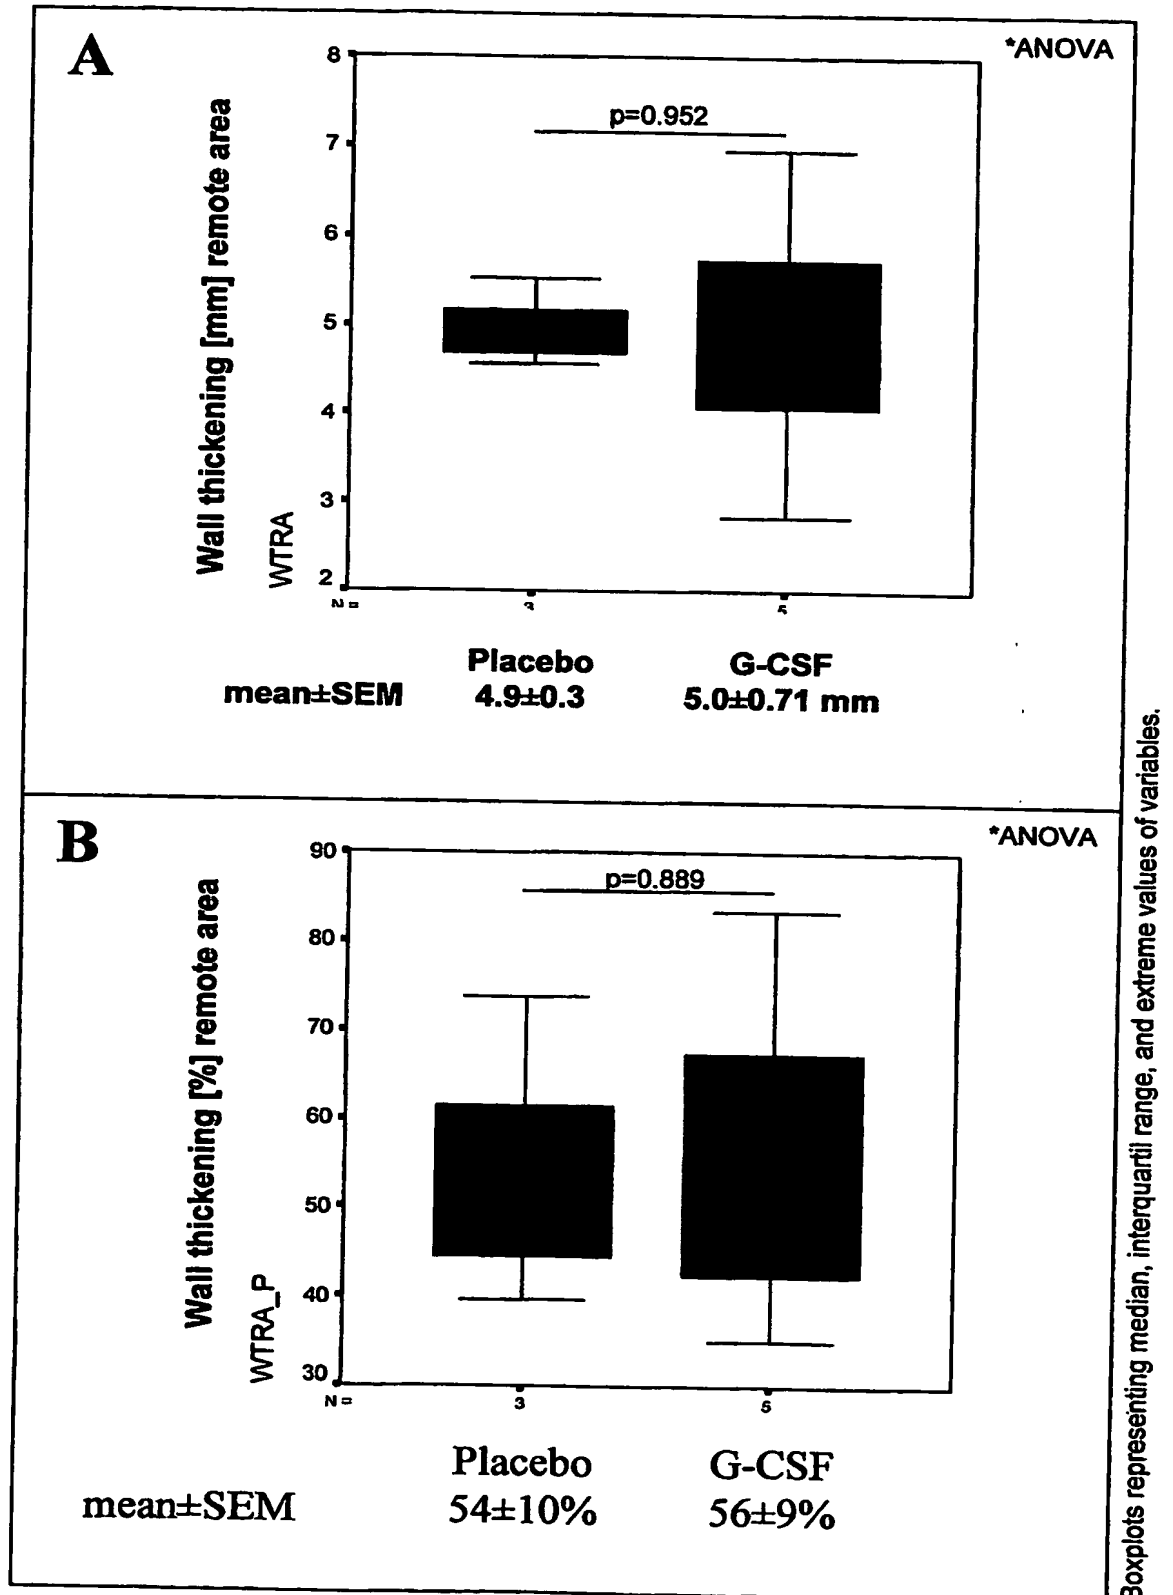 A
*ANOVA
Wall thickening [mm] remote area
WTRA
8
7
6
5
4
3
2
p=0.952
N = 3 5
Placebo G-CSF
mean±SEM 4.9±0.3 5.0±0.71 mm
B
*ANOVA
Wall thickening [%] remote area
WTRA_P
90
80
70
60
50
40
30
p=0.889
N = 3 5
Placebo G-CSF
mean±SEM 54±10% 56±9%
Boxplots representing median, interquartil range, and extreme values of variables.